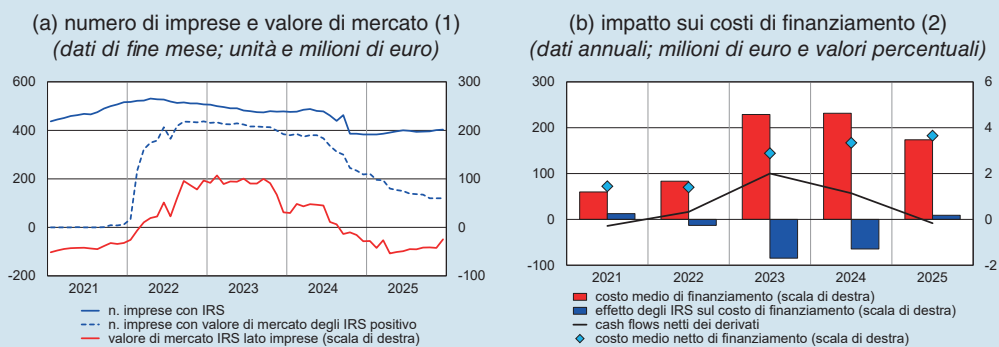 (a) numero di imprese e valore di mercato (1)
(dati di fine mese; unità e milioni di euro)
600
400
200
0
-200
300
200
100
0
-100
2021
2022
2023
2024
2025
n. imprese con IRS
n. imprese con valore di mercato degli IRS positivo
valore di mercato IRS lato imprese (scala di destra)
(b) impatto sui costi di finanziamento (2)
(dati annuali; milioni di euro e valori percentuali)
300
200
100
0
-100
6
4
2
0
-2
2021
2022
2023
2024
2025
costo medio di finanziamento (scala di destra)
effetto degli IRS sul costo di finanziamento (scala di destra)
cash flows netti dei derivati
costo medio netto di finanziamento (scala di destra)